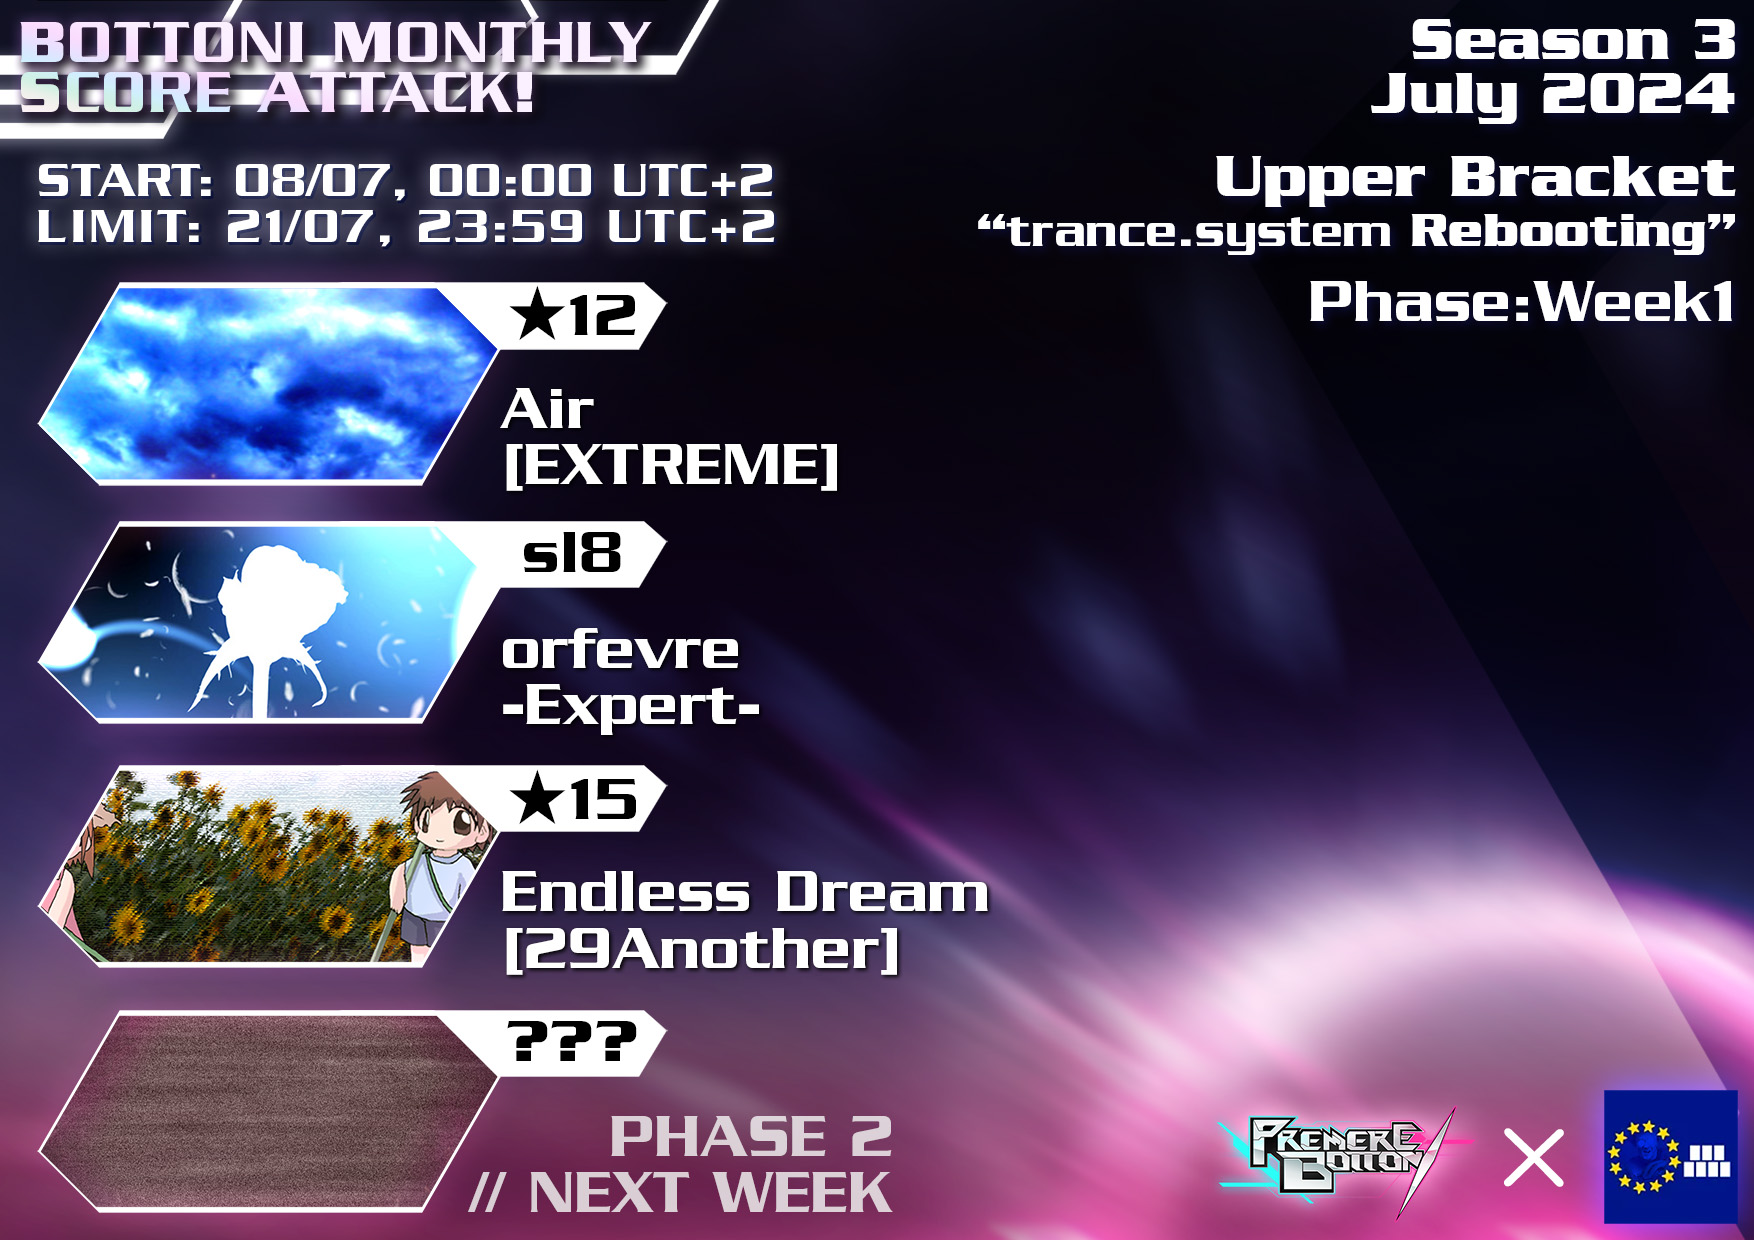 BOTTONI MONTHLY
SCORE ATTACK!
Season 3
July 2024
START: 08/07, 00:00 UTC+2
LIMIT: 21/07, 23:59 UTC+2
Upper Bracket
“trance.system Rebooting”
Phase:Week1
★12
Air
[EXTREME]
sl8
orfevre
-Expert-
★15
Endless Dream
[29Another]
???
PHASE 2
// NEXT WEEK
PREMIERE
BOTTON